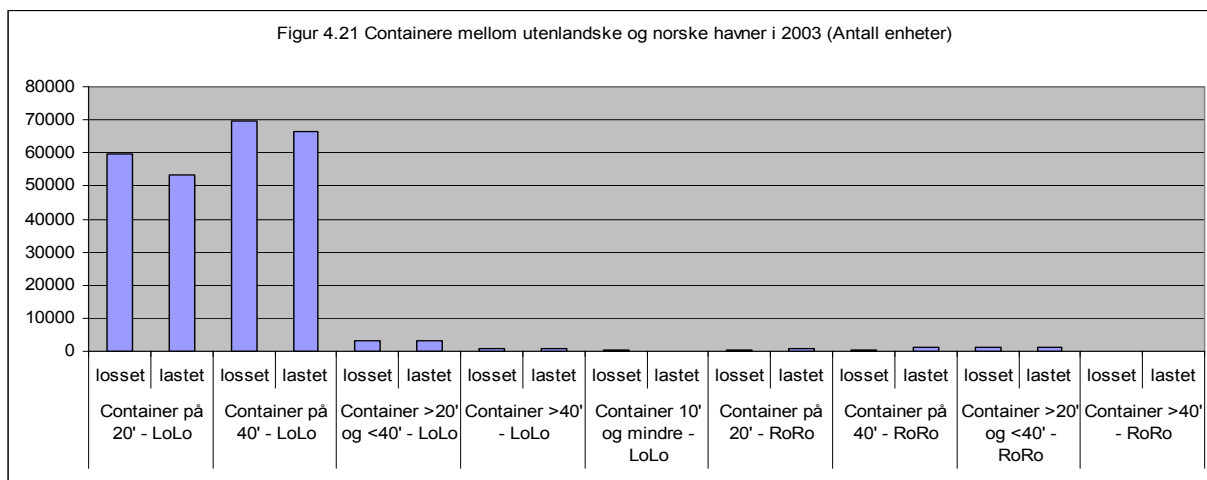 Figur 4.21 Containere mellom utenlandske og norske havner i 2003 (Antall enheter)
80000
70000
60000
50000
40000
30000
20000
10000
0
losset lastet losset lastet losset lastet losset lastet losset lastet losset lastet losset lastet losset lastet losset lastet
Container på 20' - LoLo
Container på 40' - LoLo
Container >20' og <40' - LoLo
Container >40' - LoLo
Container 10' og mindre - LoLo
Container på 20' - RoRo
Container på 40' - RoRo
Container >20' og <40' - RoRo
Container >40' - RoRo